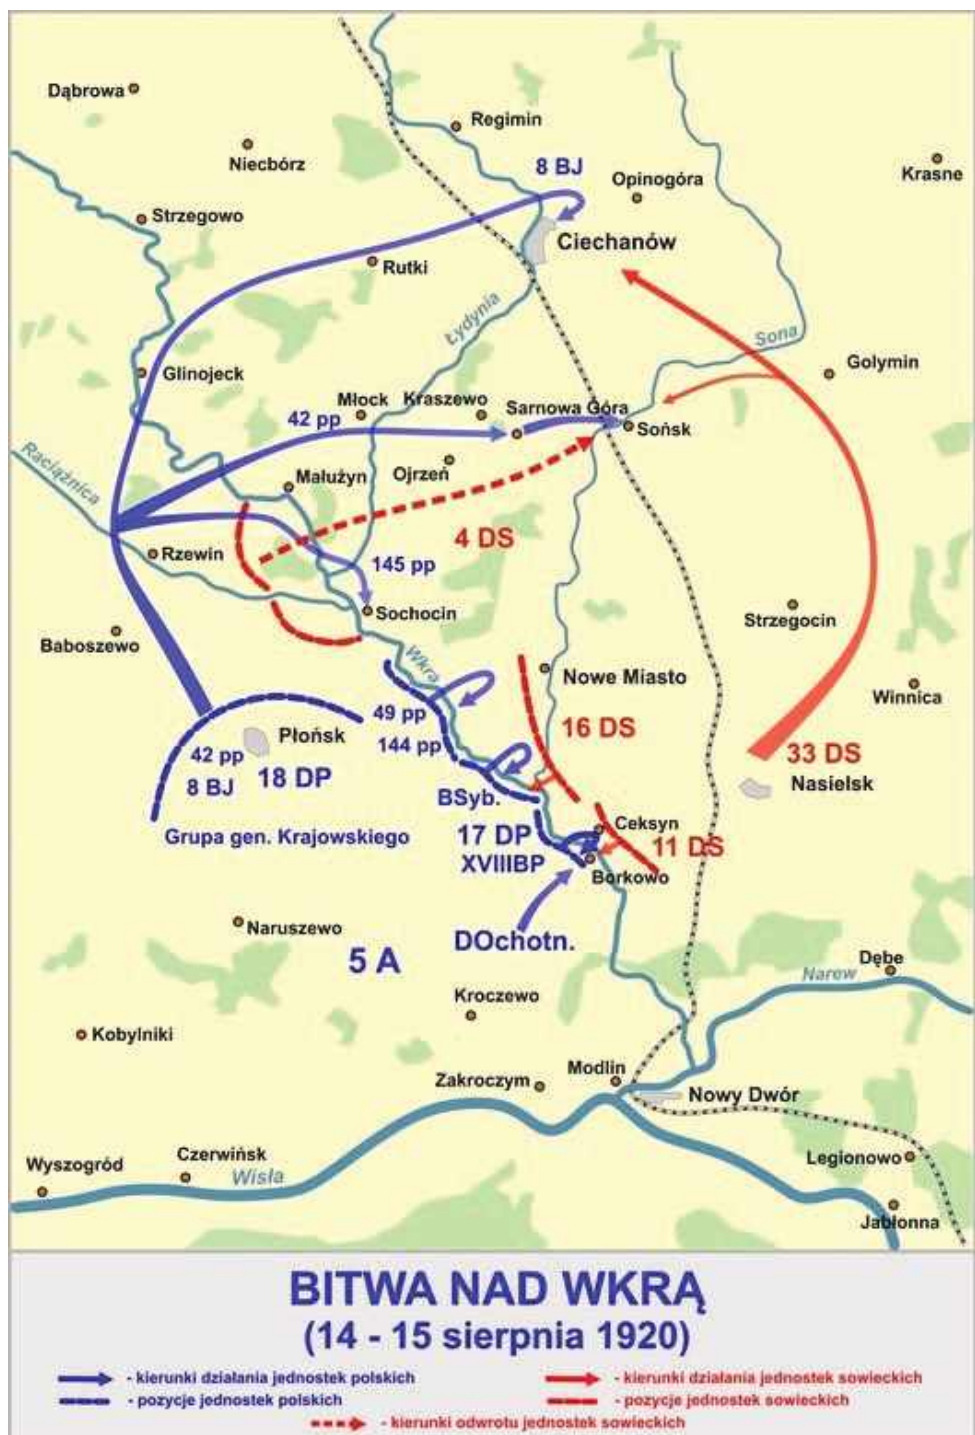 Dąbrowa
Regimin
Niecbórz
8 BJ
Opinogóra
Krasne
Strzegowo
Ciechanów
Rutki
Łydynia
Sona
Golymin
Glinojeck
Młock
Kraszewo
Sarnowa Góra
42 pp
Sońsk
Raciążnica
Ojrzeń
Małużyn
4 DS
Rzewin
145 pp
Sochocin
Strzegocin
Baboszewo
Wkra
Nowe Miasto
Winnica
49 pp
16 DS
Płońsk
144 pp
33 DS
42 pp
18 DP
Nasielsk
8 BJ
BSyb.
Grupa gen. Krajowskiego
17 DP
Ceksyn
XVIIIBP
11 DS
Borkowo
Naruszewo
DOchotn.
5 A
Dębe
Narew
Kroczewo
Kobylniki
Modlin
Zakroczym
Nowy Dwór
Czerwińsk
Legionowo
Wyszogród
Wisła
Jabłonna
BITWA NAD WKRĄ
(14 - 15 sierpnia 1920)
- kierunki działania jednostek polskich
- kierunki działania jednostek sowieckich
- pozycje jednostek polskich
- pozycje jednostek sowieckich
- kierunki odwrotu jednostek sowieckich